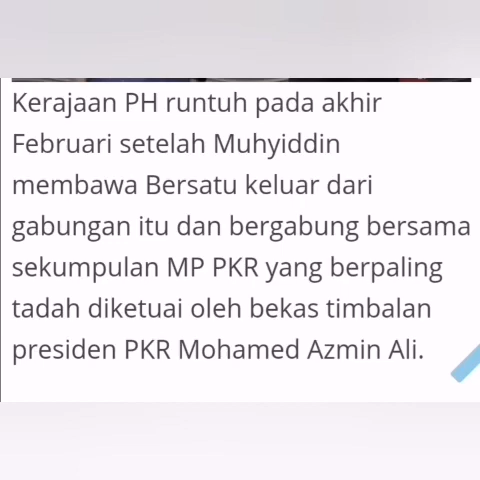 Kerajaan PH runtuh pada akhir
Februari setelah Muhyiddin
membawa Bersatu keluar dari
gabungan itu dan bergabung bersama
sekumpulan MP PKR yang berpaling
tadah diketuai oleh bekas timbalan
presiden PKR Mohamed Azmin Ali.